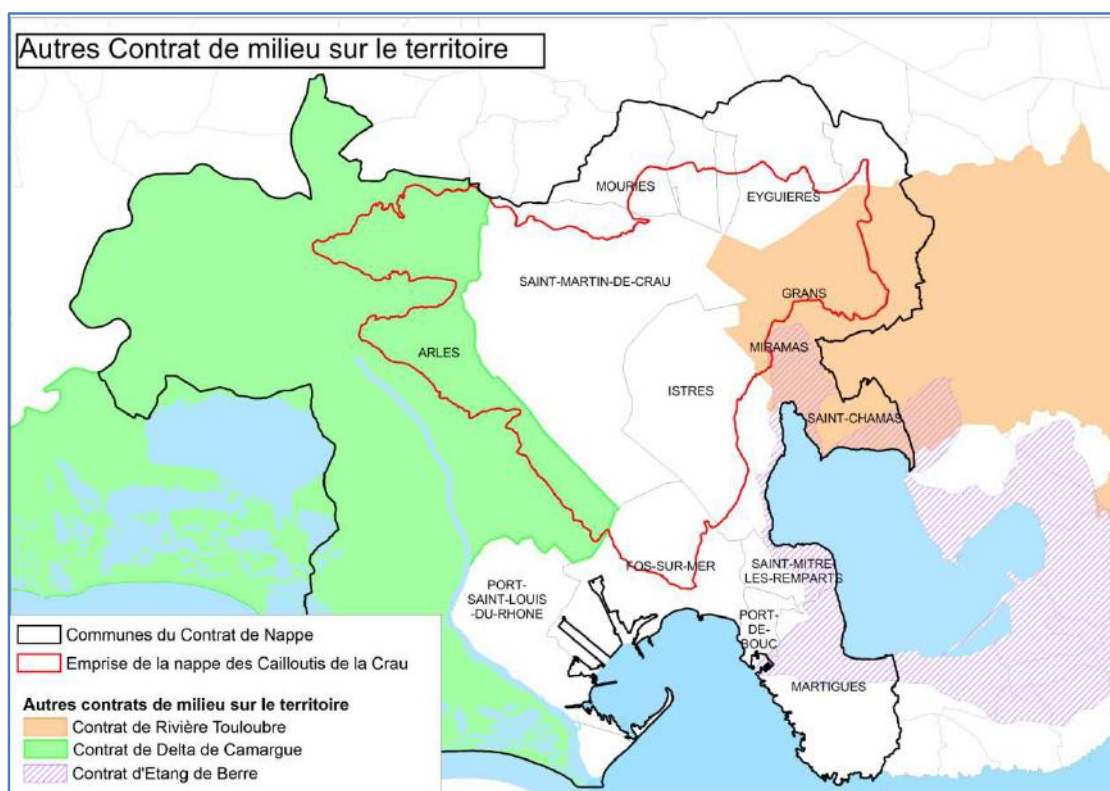 Autres Contrat de milieu sur le territoire
MOURIES
EYGUIERES
SAINT-MARTIN-DE-CRAU
GRANS
MIRAMAS
ARLES
ISTRES
SAINT-CHAMAS
FOS-SUR-MER
SAINT-MITRE-
LES-REMPARTS
PORT-
SAINT-LOUIS
-DU-RHONE
PORT-
DE-
BOUC
MARTIGUES
Communes du Contrat de Nappe
Emprise de la nappe des Cailloutis de la Crau
Autres contrats de milieu sur le territoire
Contrat de Rivière Touloubre
Contrat de Delta de Camargue
Contrat d'Etang de Berre